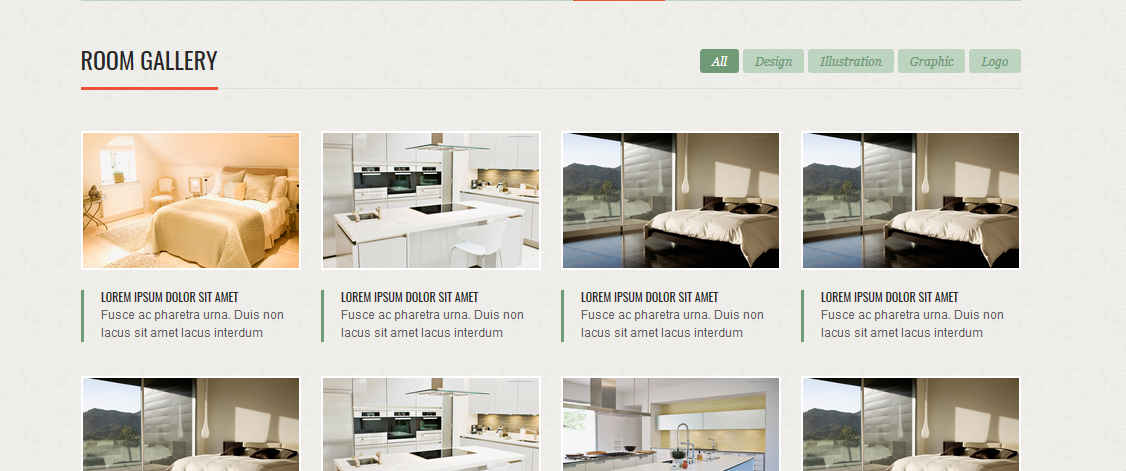 ROOM GALLERY
All Design Illustration Graphic Logo
LOREM IPSUM DOLOR SIT AMET
Fusce ac pharetra urna. Duis non
lacus sit amet lacus interdum
LOREM IPSUM DOLOR SIT AMET
Fusce ac pharetra urna. Duis non
lacus sit amet lacus interdum
LOREM IPSUM DOLOR SIT AMET
Fusce ac pharetra urna. Duis non
lacus sit amet lacus interdum
LOREM IPSUM DOLOR SIT AMET
Fusce ac pharetra urna. Duis non
lacus sit amet lacus interdum